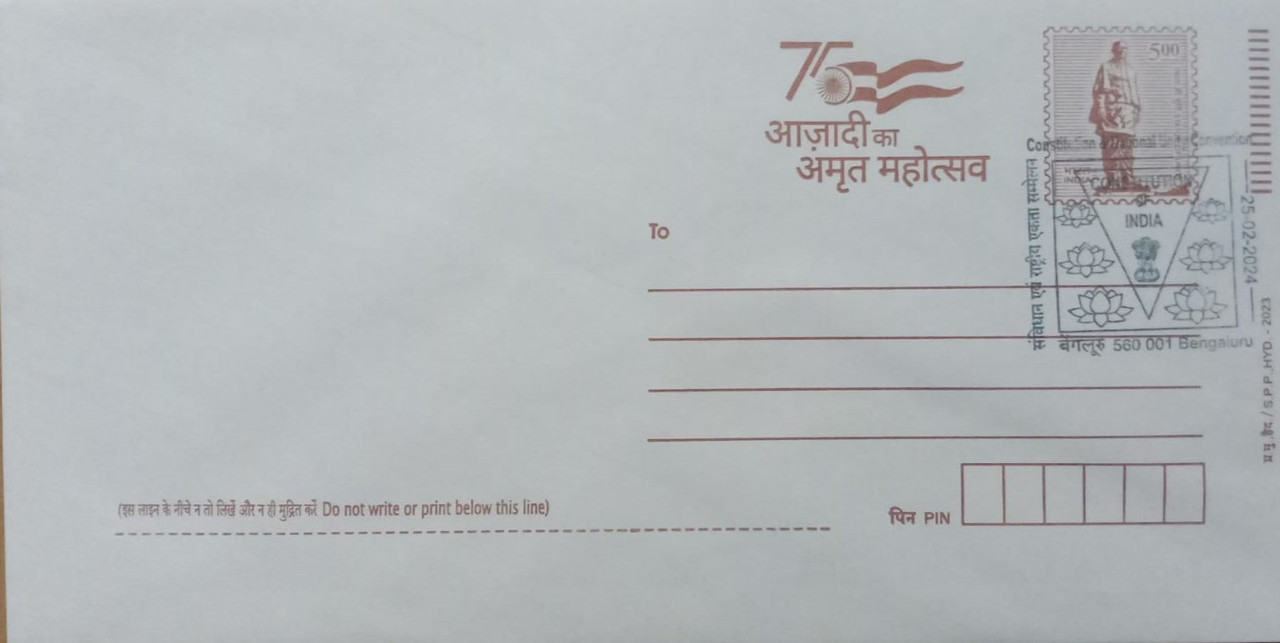 75
आज़ादी का
अमृत महोत्सव
500
INDIA
Constitution & National Unity Convention
संविधान एवं राष्ट्रीय एकता सम्मेलन
CONSTITUTION
OF
INDIA
25-02-2024
बेंगलूरु 560 001 Bengaluru
To
प्र.मु.,हैद. / S.P.P.,HYD. - 2023
(इस लाइन के नीचे न तो लिखें और न ही मुद्रित करें Do not write or print below this line)
पिन PIN